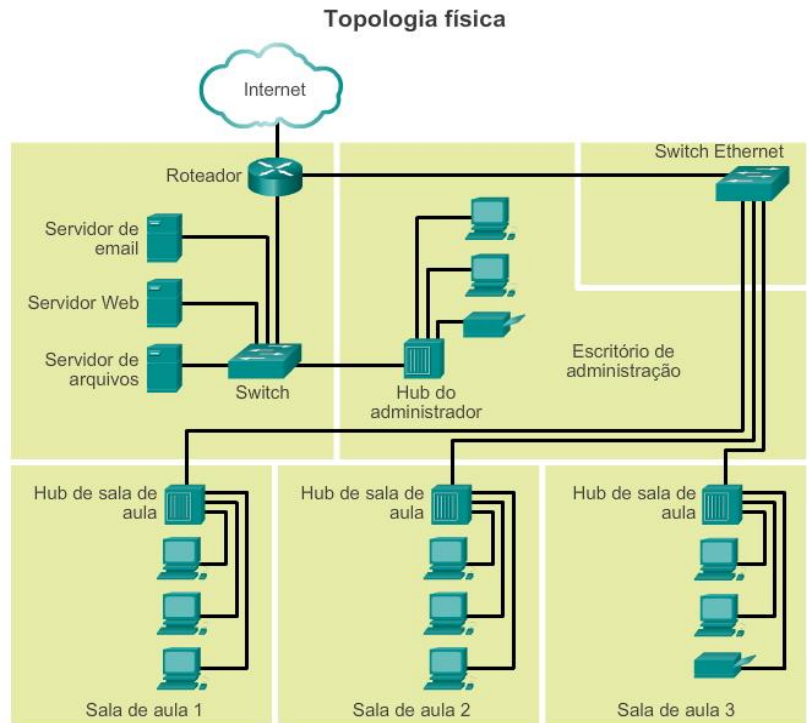 Topologia física
Internet
Switch Ethernet
Roteador
Servidor de
email
Servidor Web
Servidor de
arquivos
Switch
Hub do
administrador
Escritório de
administração
Hub de sala de
aula
Hub de sala de
aula
Hub de sala de
aula
Sala de aula 1
Sala de aula 2
Sala de aula 3